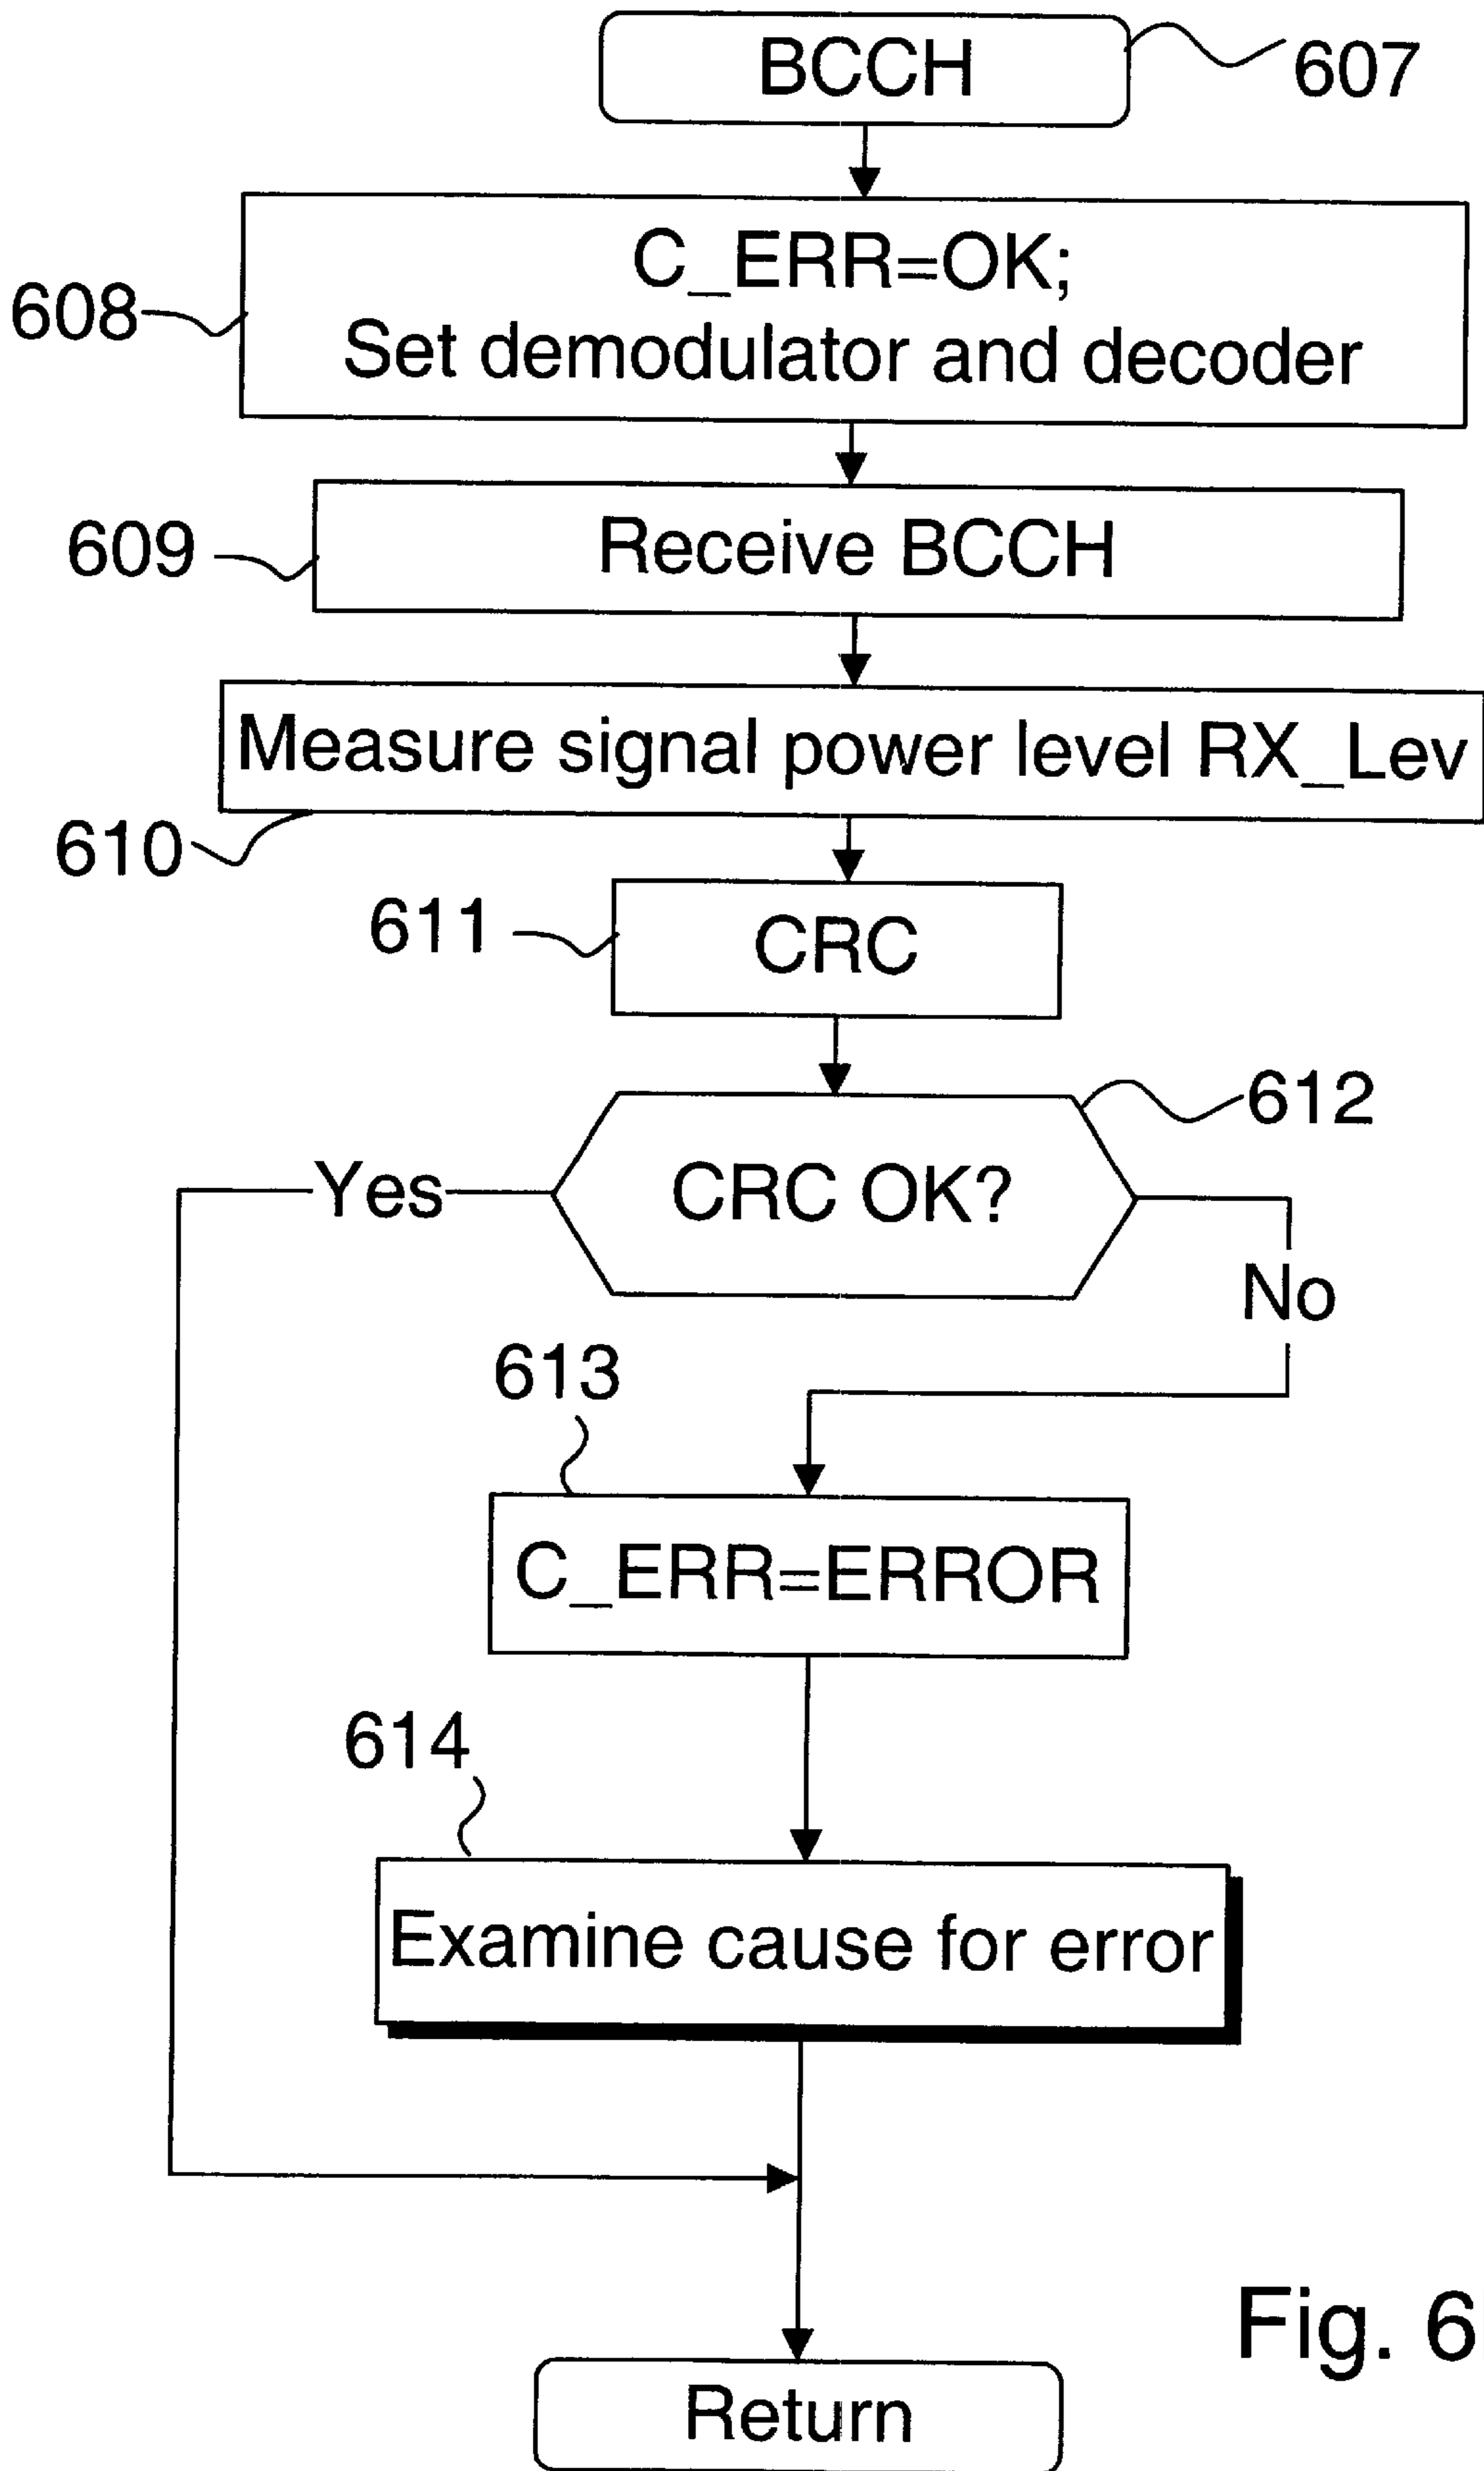 BCCH
607
C_ERR=OK;
608
Set demodulator and decoder
609
Receive BCCH
Measure signal power level RX_Lev
610
611
CRC
612
Yes
CRC OK?
No
613
C_ERR=ERROR
614
Examine cause for error
Fig. 6
Return